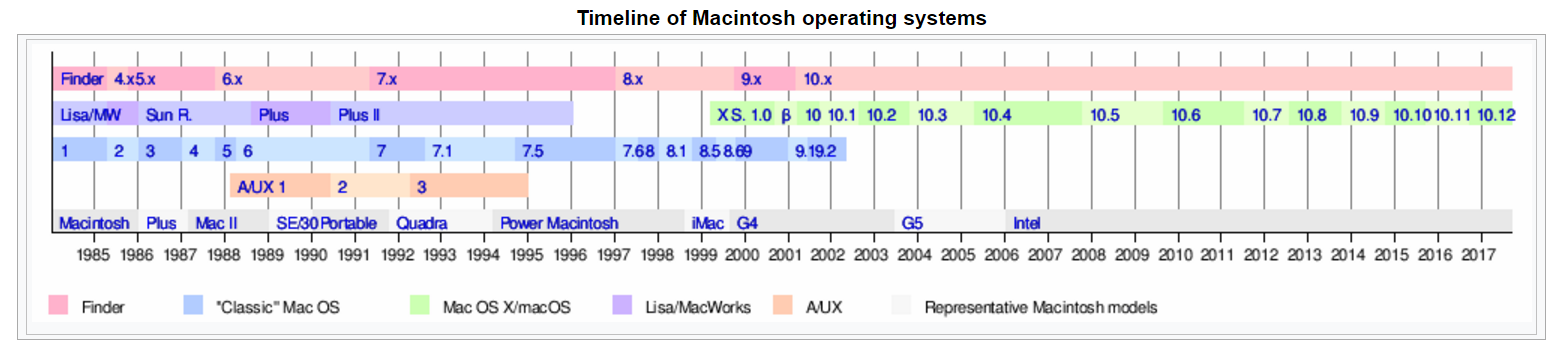 Timeline of Macintosh operating systems
Finder 4.x 5.x 6.x 7.x 8.x 9.x 10.x
Lisa/MW Sun R. Plus Plus II X S. 1.0 β 10 10.1 10.2 10.3 10.4 10.5 10.6 10.7 10.8 10.9 10.10 10.11 10.12
1 2 3 4 5 6 7 7.1 7.5 7.6 8 8.1 8.5 8.6 9 9.1 9.2
A/UX 1 2 3
Macintosh Plus Mac II SE/30 Portable Quadra Power Macintosh iMac G4 G5 Intel
1985 1986 1987 1988 1989 1990 1991 1992 1993 1994 1995 1996 1997 1998 1999 2000 2001 2002 2003 2004 2005 2006 2007 2008 2009 2010 2011 2012 2013 2014 2015 2016 2017
Finder "Classic" Mac OS Mac OS X/macOS Lisa/MacWorks A/UX Representative Macintosh models